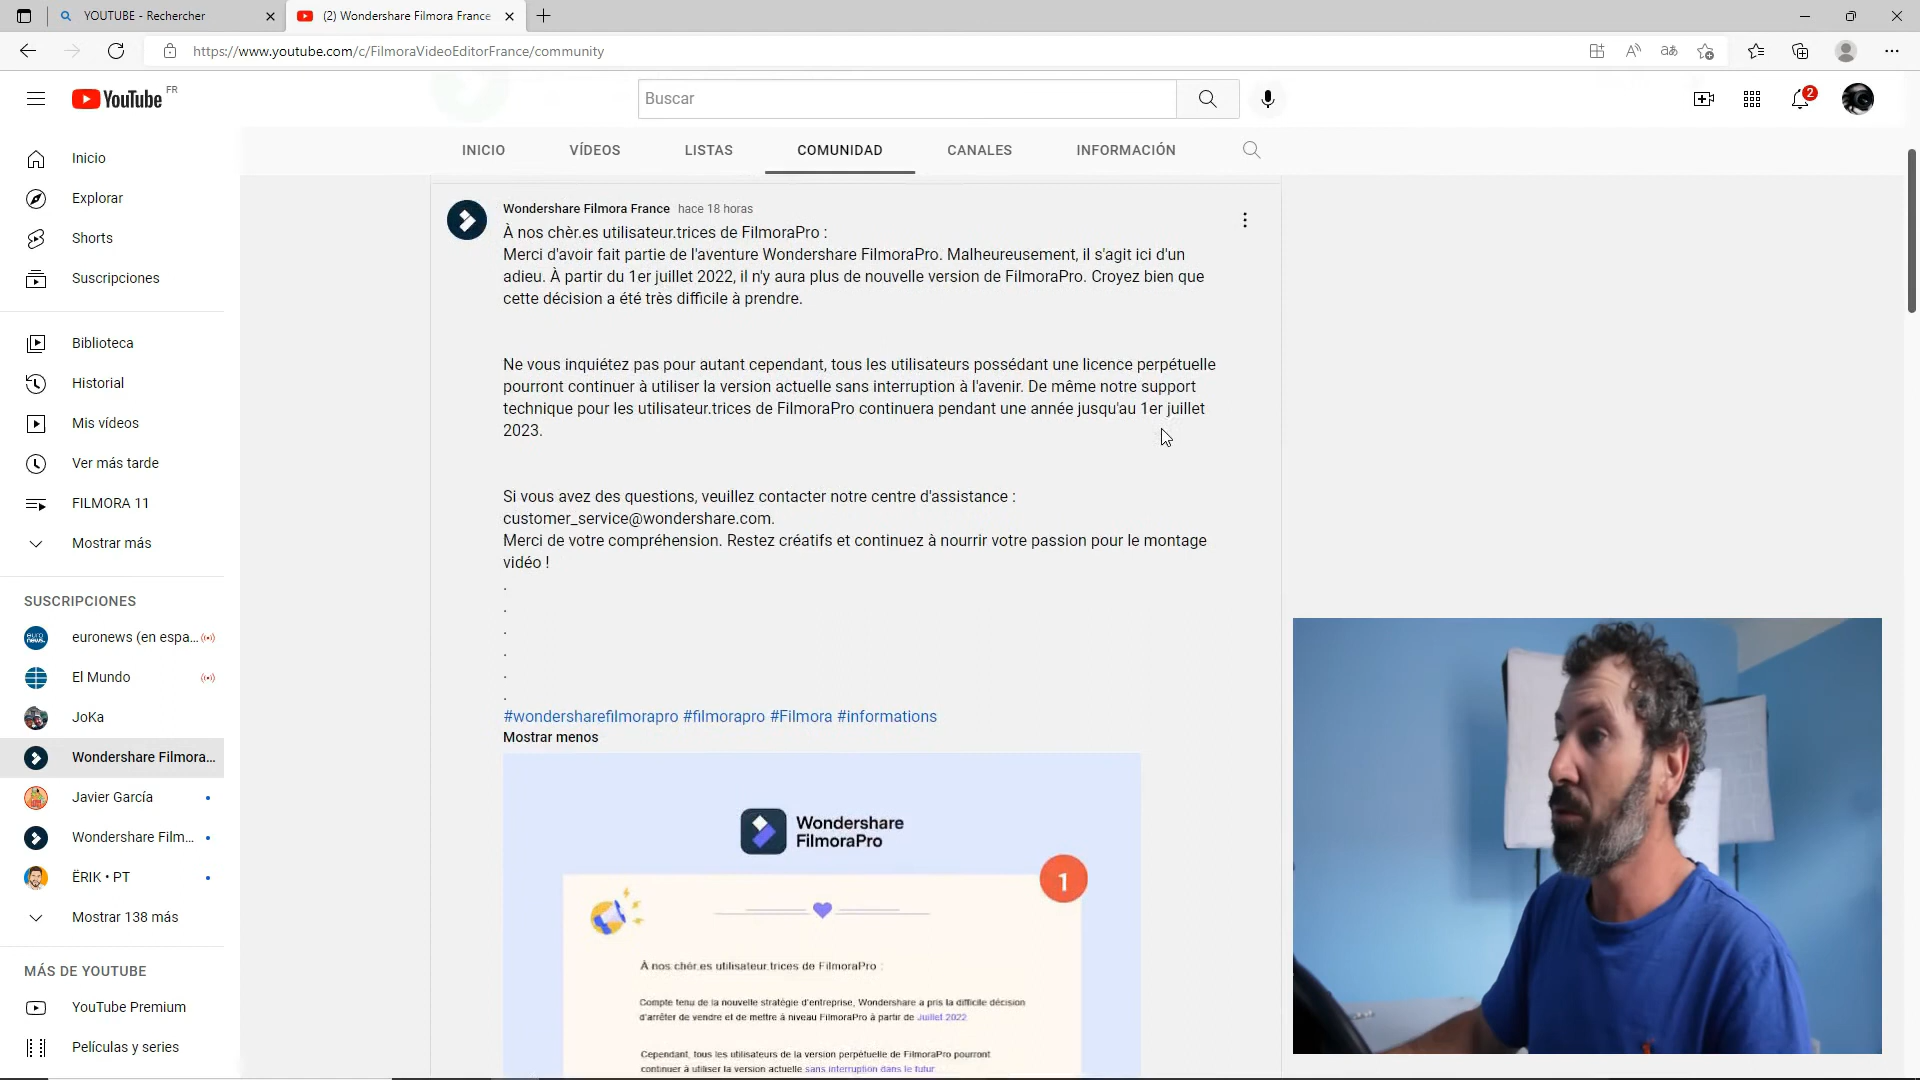 YOUTUBE - Rechercher
(2) Wondershare Filmora France
https://www.youtube.com/c/FilmoraVideoEditorFrance/community
YouTube FR
Buscar
2
INICIO
VÍDEOS
LISTAS
COMUNIDAD
CANALES
INFORMACIÓN
Inicio
Explorar
Shorts
Suscripciones
Biblioteca
Historial
Mis vídeos
Ver más tarde
FILMORA 11
Mostrar más
SUSCRIPCIONES
euronews (en espa...
El Mundo
JoKa
Wondershare Filmora...
Javier García
Wondershare Film...
ËRIK • PT
Mostrar 138 más
MÁS DE YOUTUBE
YouTube Premium
Películas y series
Wondershare Filmora France hace 18 horas
À nos chèr.es utilisateur.trices de FilmoraPro :
Merci d'avoir fait partie de l'aventure Wondershare FilmoraPro. Malheureusement, il s'agit ici d'un
adieu. À partir du 1er juillet 2022, il n'y aura plus de nouvelle version de FilmoraPro. Croyez bien que
cette décision a été très difficile à prendre.
Ne vous inquiétez pas pour autant cependant, tous les utilisateurs possédant une licence perpétuelle
pourront continuer à utiliser la version actuelle sans interruption à l'avenir. De même notre support
technique pour les utilisateur.trices de FilmoraPro continuera pendant une année jusqu'au 1er juillet
2023.
Si vous avez des questions, veuillez contacter notre centre d'assistance :
customer_service@wondershare.com.
Merci de votre compréhension. Restez créatifs et continuez à nourrir votre passion pour le montage
vidéo !
.
.
.
.
.
.
#wondersharefilmorapro #filmorapro #Filmora #informations
Mostrar menos
Wondershare
FilmoraPro
1
À nos chèr.es utilisateur.trices de FilmoraPro :
Compte tenu de la nouvelle stratégie d'entreprise, Wondershare a pris la difficile décision
d'arrêter de vendre et de mettre à niveau FilmoraPro à partir de Juillet 2022
Cependant, tous les utilisateurs de la version perpétuelle de FilmoraPro pourront
continuer à utiliser la version actuelle sans interruption dans le futur